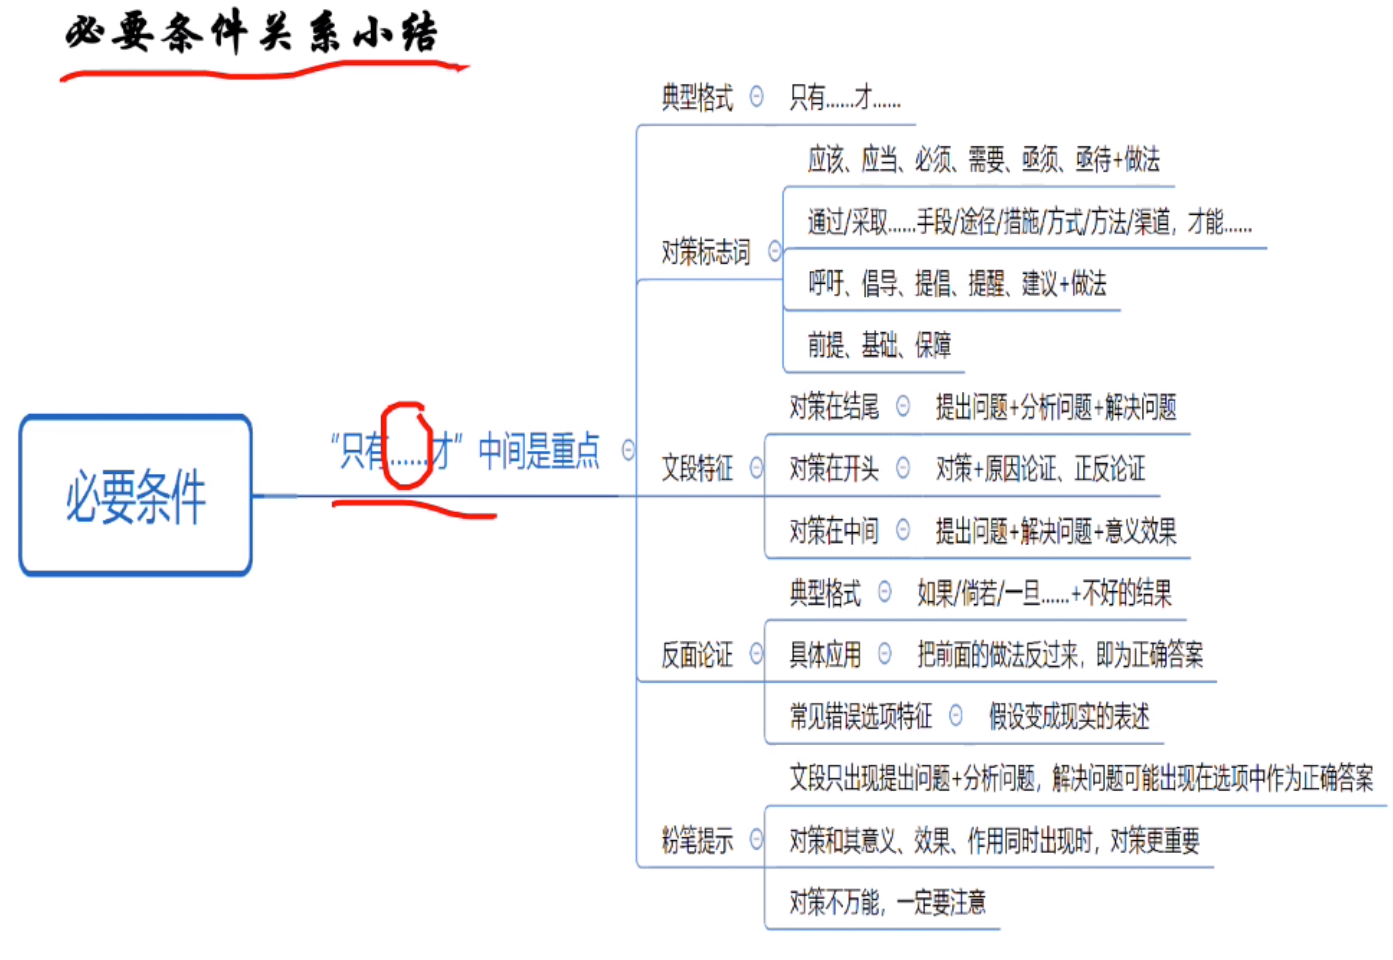 必要条件关系小结
典型格式 只有……才……
应该、应当、必须、需要、亟须、亟待+做法
通过/采取……手段/途径/措施/方式/方法/渠道，才能……
对策标志词
呼吁、倡导、提倡、提醒、建议+做法
前提、基础、保障
对策在结尾 提出问题+分析问题+解决问题
“只有……才”中间是重点
文段特征 对策在开头 对策+原因论证、正反论证
必要条件
对策在中间 提出问题+解决问题+意义效果
典型格式 如果/倘若/一旦……+不好的结果
反面论证 具体应用 把前面的做法反过来，即为正确答案
常见错误选项特征 假设变成现实的表述
文段只出现提出问题+分析问题，解决问题可能出现在选项中作为正确答案
粉笔提示 对策和其意义、效果、作用同时出现时，对策更重要
对策不万能，一定要注意